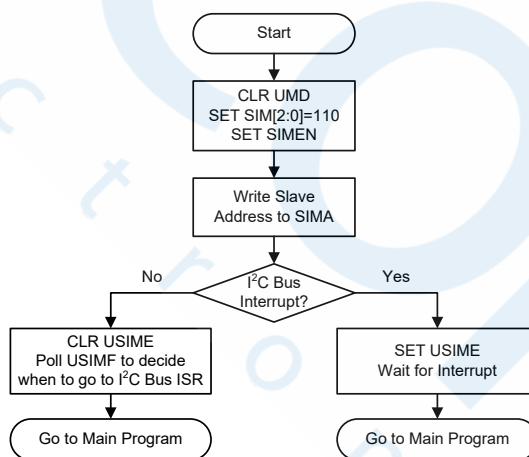 Start
CLR UMD
SET SIM[2:0]=110
SET SIMEN
Write Slave
Address to SIMA
I²C Bus
Interrupt?
No
Yes
CLR USIME
Poll USIMF to decide
when to go to I²C Bus ISR
SET USIME
Wait for Interrupt
Go to Main Program
Go to Main Program